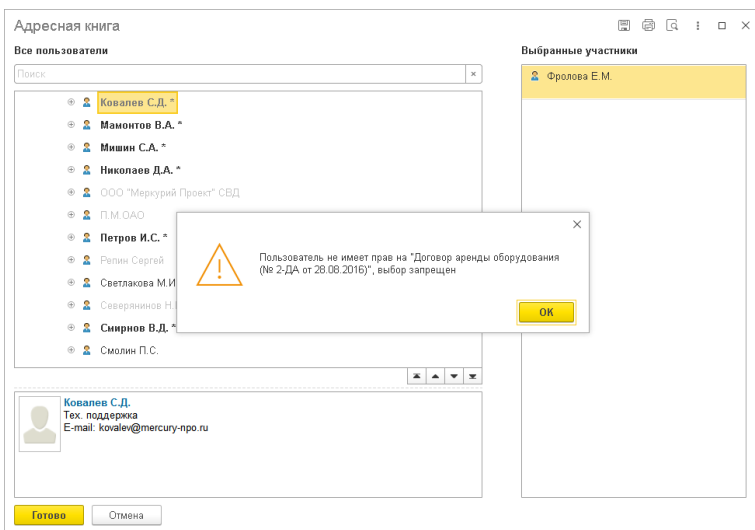 Адресная книга
Все пользователи
Поиск
Ковалев С.Д. *
Мамонтов В.А. *
Мишин С.А. *
Николаев Д.А. *
ООО "Меркурий Проект" СВД
П.М.ОАО
Петров И.С. *
Репин Сергей
Светлакова М.И
Северянинов Н.
Смирнов В.Д. *
Смолин П.С.
Ковалев С.Д.
Тех. поддержка
E-mail: kovalev@mercury-npo.ru
Готово
Отмена
Выбранные участники
Фролова Е.М.
Пользователь не имеет прав на "Договор аренды оборудования
(№ 2-ДА от 28.08.2016)", выбор запрещен
OK